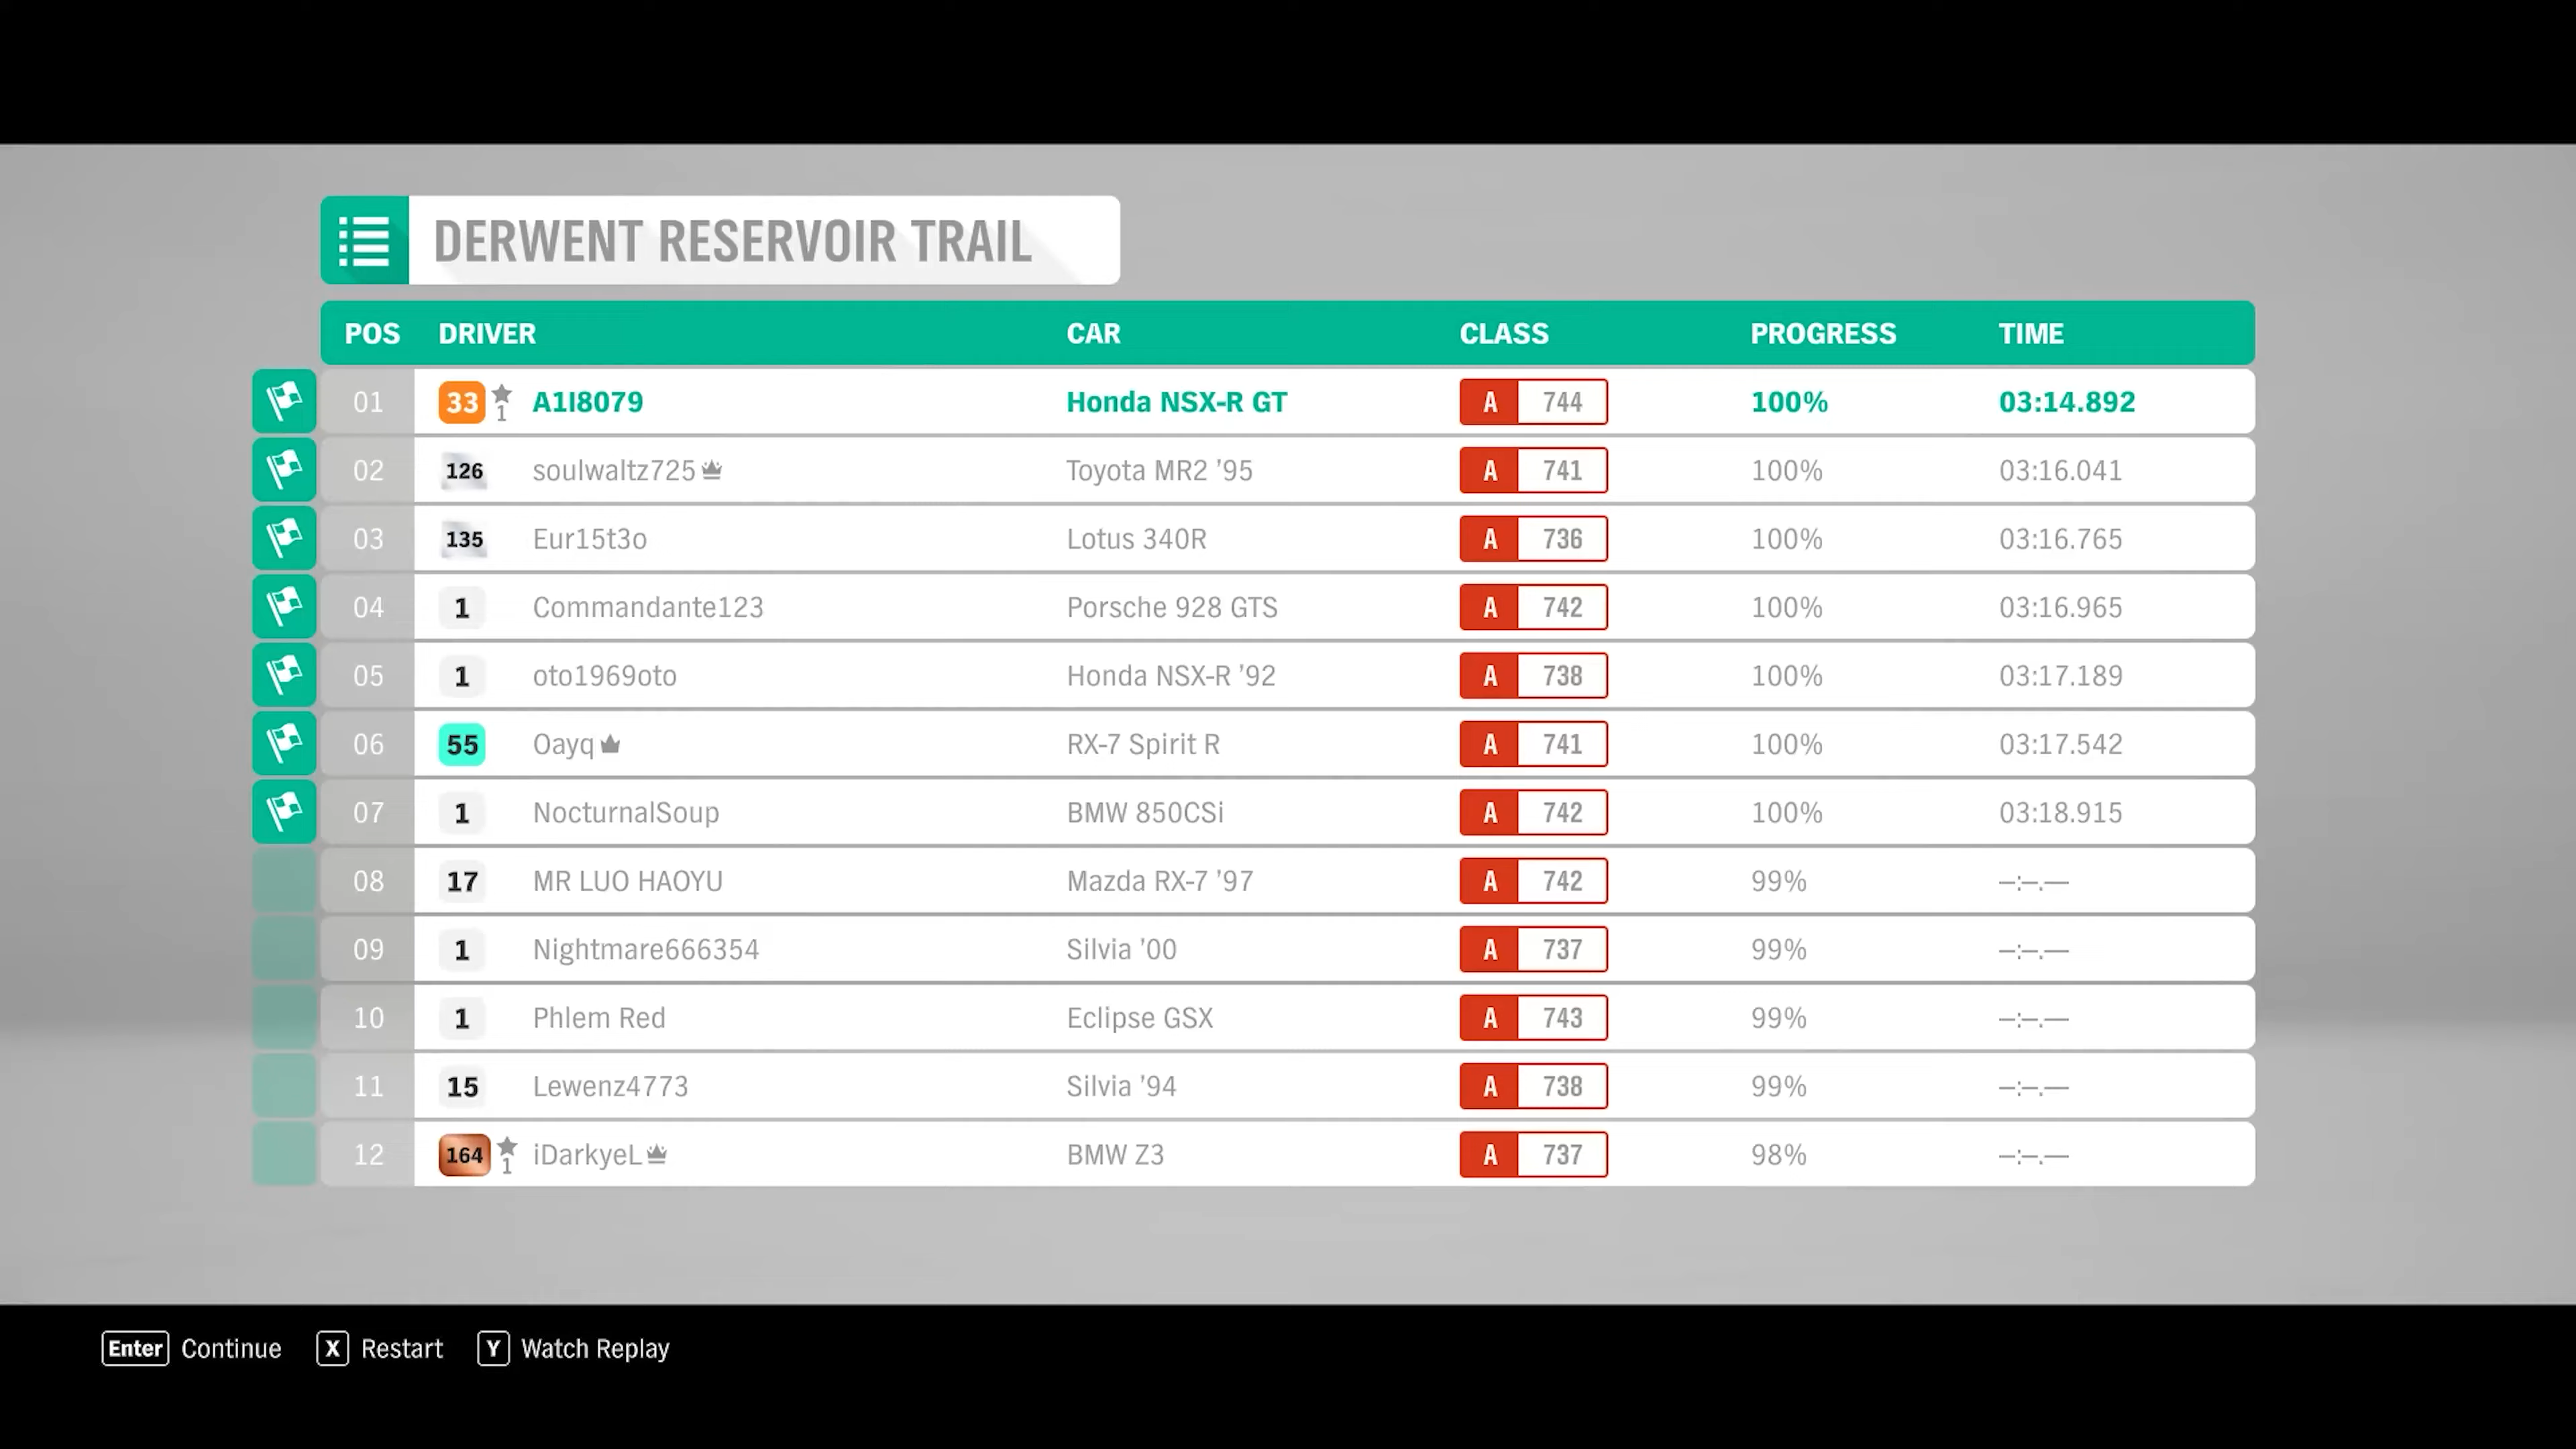 DERWENT RESERVOIR TRAIL
POS DRIVER CAR CLASS PROGRESS TIME
01 33 1 A1I8079 Honda NSX-R GT A 744 100% 03:14.892
02 126 soulwaltz725 Toyota MR2 '95 A 741 100% 03:16.041
03 135 Eur15t3o Lotus 340R A 736 100% 03:16.765
04 1 Commandante123 Porsche 928 GTS A 742 100% 03:16.965
05 1 oto1969oto Honda NSX-R '92 A 738 100% 03:17.189
06 55 Oayq RX-7 Spirit R A 741 100% 03:17.542
07 1 NocturnalSoup BMW 850CSi A 742 100% 03:18.915
08 17 MR LUO HAOYU Mazda RX-7 '97 A 742 99% –:–.––
09 1 Nightmare666354 Silvia '00 A 737 99% –:–.––
10 1 Phlem Red Eclipse GSX A 743 99% –:–.––
11 15 Lewenz4773 Silvia '94 A 738 99% –:–.––
12 164 1 iDarkyeL BMW Z3 A 737 98% –:–.––
Enter Continue X Restart Y Watch Replay